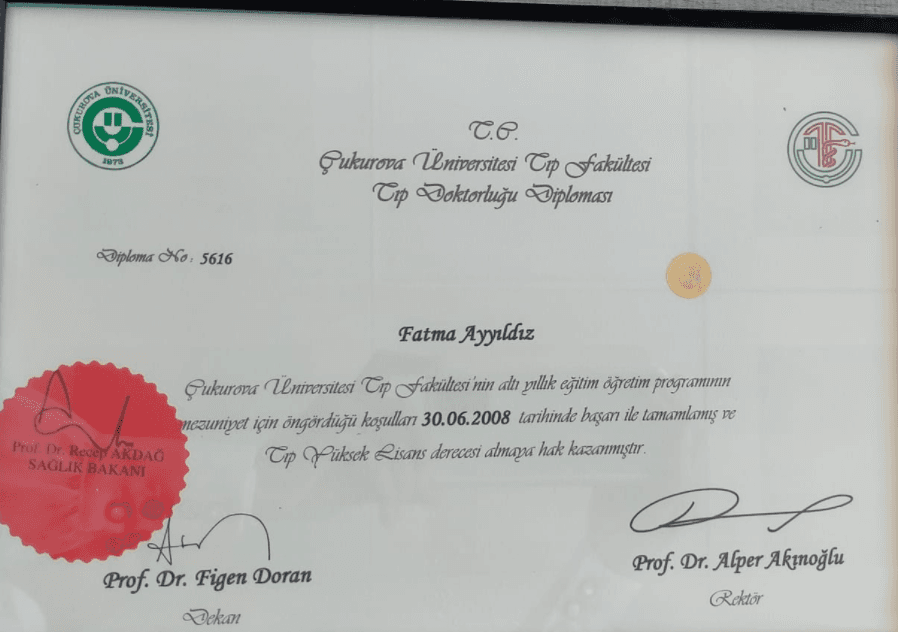 ÇUKUROVA ÜNİVERSİTESİ
1973
T.C.
Çukurova Üniversitesi Tıp Fakültesi
Tıp Doktorluğu Diploması
Diploma No : 5616
Fatma Ayyıldız
Çukurova Üniversitesi Tıp Fakültesi'nin altı yıllık eğitim öğretim programının
mezuniyet için öngördüğü koşulları 30.06.2008 tarihinde başarı ile tamamlamış ve
Tıp Yüksek Lisans derecesi almaya hak kazanmıştır.
Prof. Dr. Recep AKDAĞ
SAĞLIK BAKANI
Prof. Dr. Figen Doran
Dekan
Prof. Dr. Alper Akınoğlu
Rektör